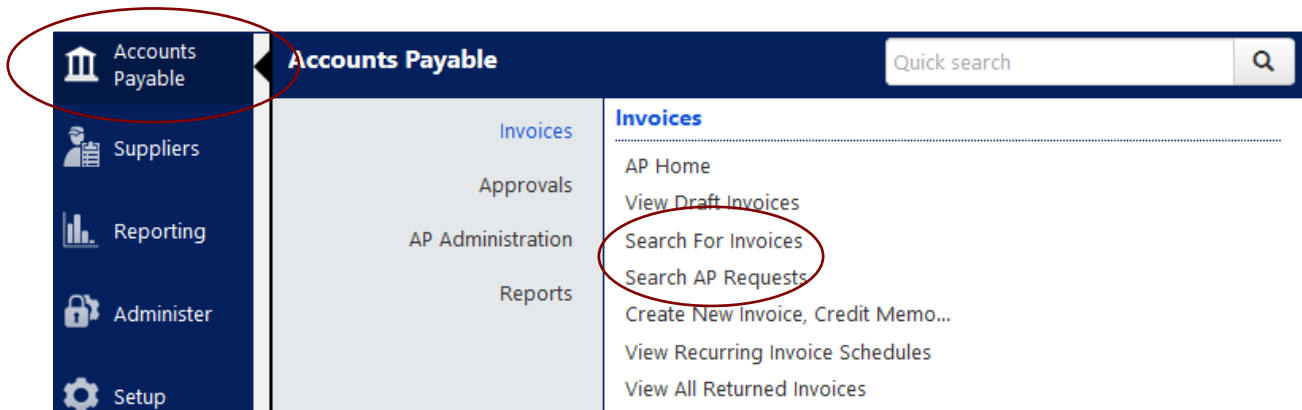 Accounts
Payable
Suppliers
Reporting
Administer
Setup
Accounts Payable
Quick search
Invoices
Approvals
AP Administration
Reports
Invoices
AP Home
View Draft Invoices
Search For Invoices
Search AP Requests
Create New Invoice, Credit Memo...
View Recurring Invoice Schedules
View All Returned Invoices